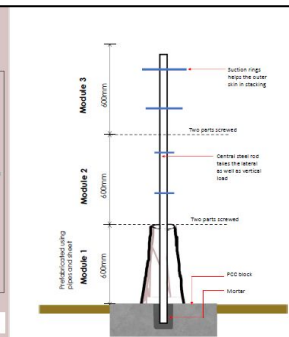 Suction rings
helps the outer
skin in stacking
Module 3
600mm
Two parts screwed
Central steel rod
takes the lateral
as well as vertical
load
Module 2
600mm
Two parts screwed
Prefabricated using
pipes and sheet
Module 1
600mm
PCC block
Mortar